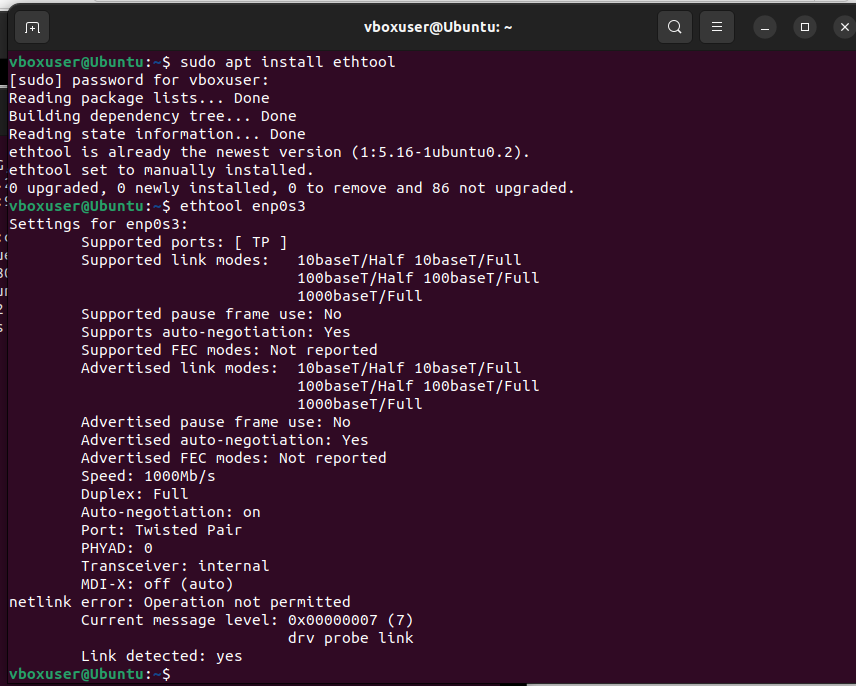 vboxuser@Ubuntu: ~
vboxuser@Ubuntu:~$ sudo apt install ethtool
[sudo] password for vboxuser:
Reading package lists... Done
Building dependency tree... Done
Reading state information... Done
ethtool is already the newest version (1:5.16-1ubuntu0.2).
ethtool set to manually installed.
0 upgraded, 0 newly installed, 0 to remove and 86 not upgraded.
vboxuser@Ubuntu:~$ ethtool enp0s3
Settings for enp0s3:
        Supported ports: [ TP ]
        Supported link modes:   10baseT/Half 10baseT/Full
                                100baseT/Half 100baseT/Full
                                1000baseT/Full
        Supported pause frame use: No
        Supports auto-negotiation: Yes
        Supported FEC modes: Not reported
        Advertised link modes:  10baseT/Half 10baseT/Full
                                100baseT/Half 100baseT/Full
                                1000baseT/Full
        Advertised pause frame use: No
        Advertised auto-negotiation: Yes
        Advertised FEC modes: Not reported
        Speed: 1000Mb/s
        Duplex: Full
        Auto-negotiation: on
        Port: Twisted Pair
        PHYAD: 0
        Transceiver: internal
        MDI-X: off (auto)
netlink error: Operation not permitted
        Current message level: 0x00000007 (7)
                               drv probe link
        Link detected: yes
vboxuser@Ubuntu:~$